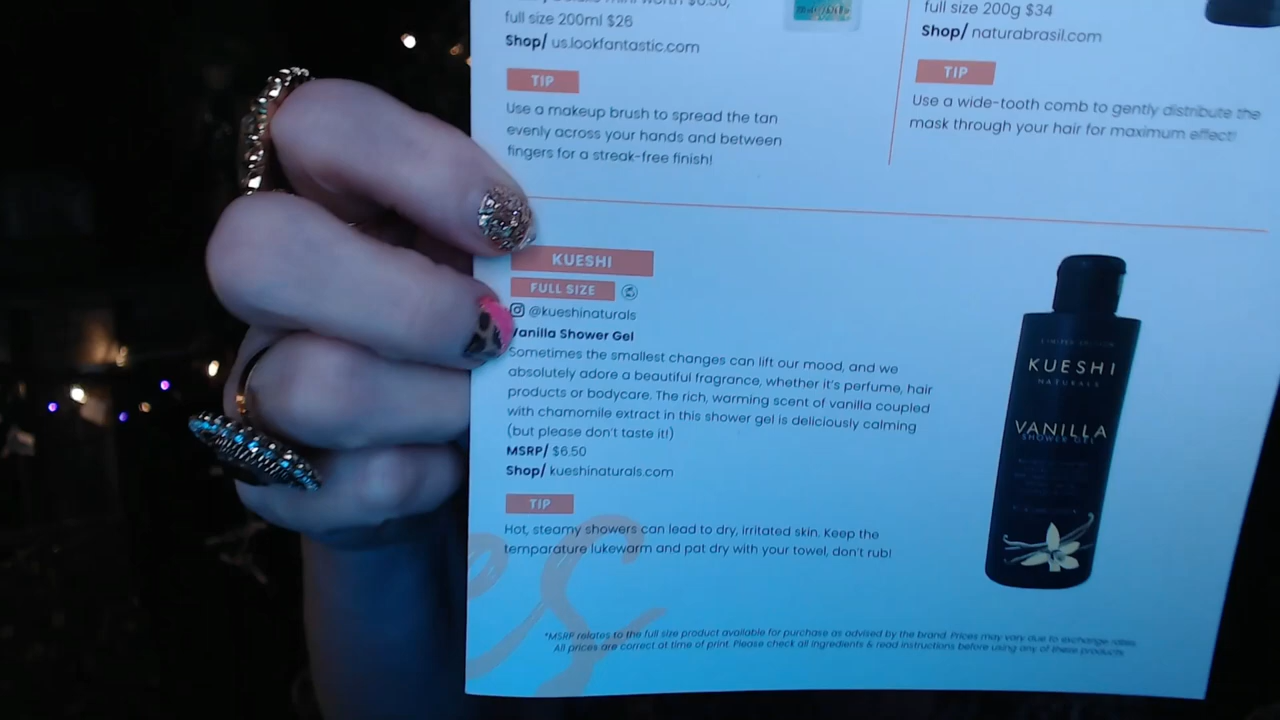 full size 200ml $26
Shop/ us.lookfantastic.com
TIP
Use a makeup brush to spread the tan
evenly across your hands and between
fingers for a streak-free finish!
full size 200g $34
Shop/ naturabrasil.com
TIP
Use a wide-tooth comb to gently distribute the
mask through your hair for maximum effect!
KUESHI
FULL SIZE
@kueshinaturals
Vanilla Shower Gel
Sometimes the smallest changes can lift our mood, and we
absolutely adore a beautiful fragrance, whether it's perfume, hair
products or bodycare. The rich, warming scent of vanilla coupled
with chamomile extract in this shower gel is deliciously calming
(but please don't taste it!)
MSRP/ $6.50
Shop/ kueshinaturals.com
TIP
Hot, steamy showers can lead to dry, irritated skin. Keep the
temparature lukewarm and pat dry with your towel, don't rub!
LIMITED EDITION
KUESHI
NATURALS
VANILLA
SHOWER GEL
es
*MSRP relates to the full size product available for purchase as advised by the brand. Prices may vary due to exchange rates.
All prices are correct at time of print. Please check all ingredients & read instructions before using any of these products.